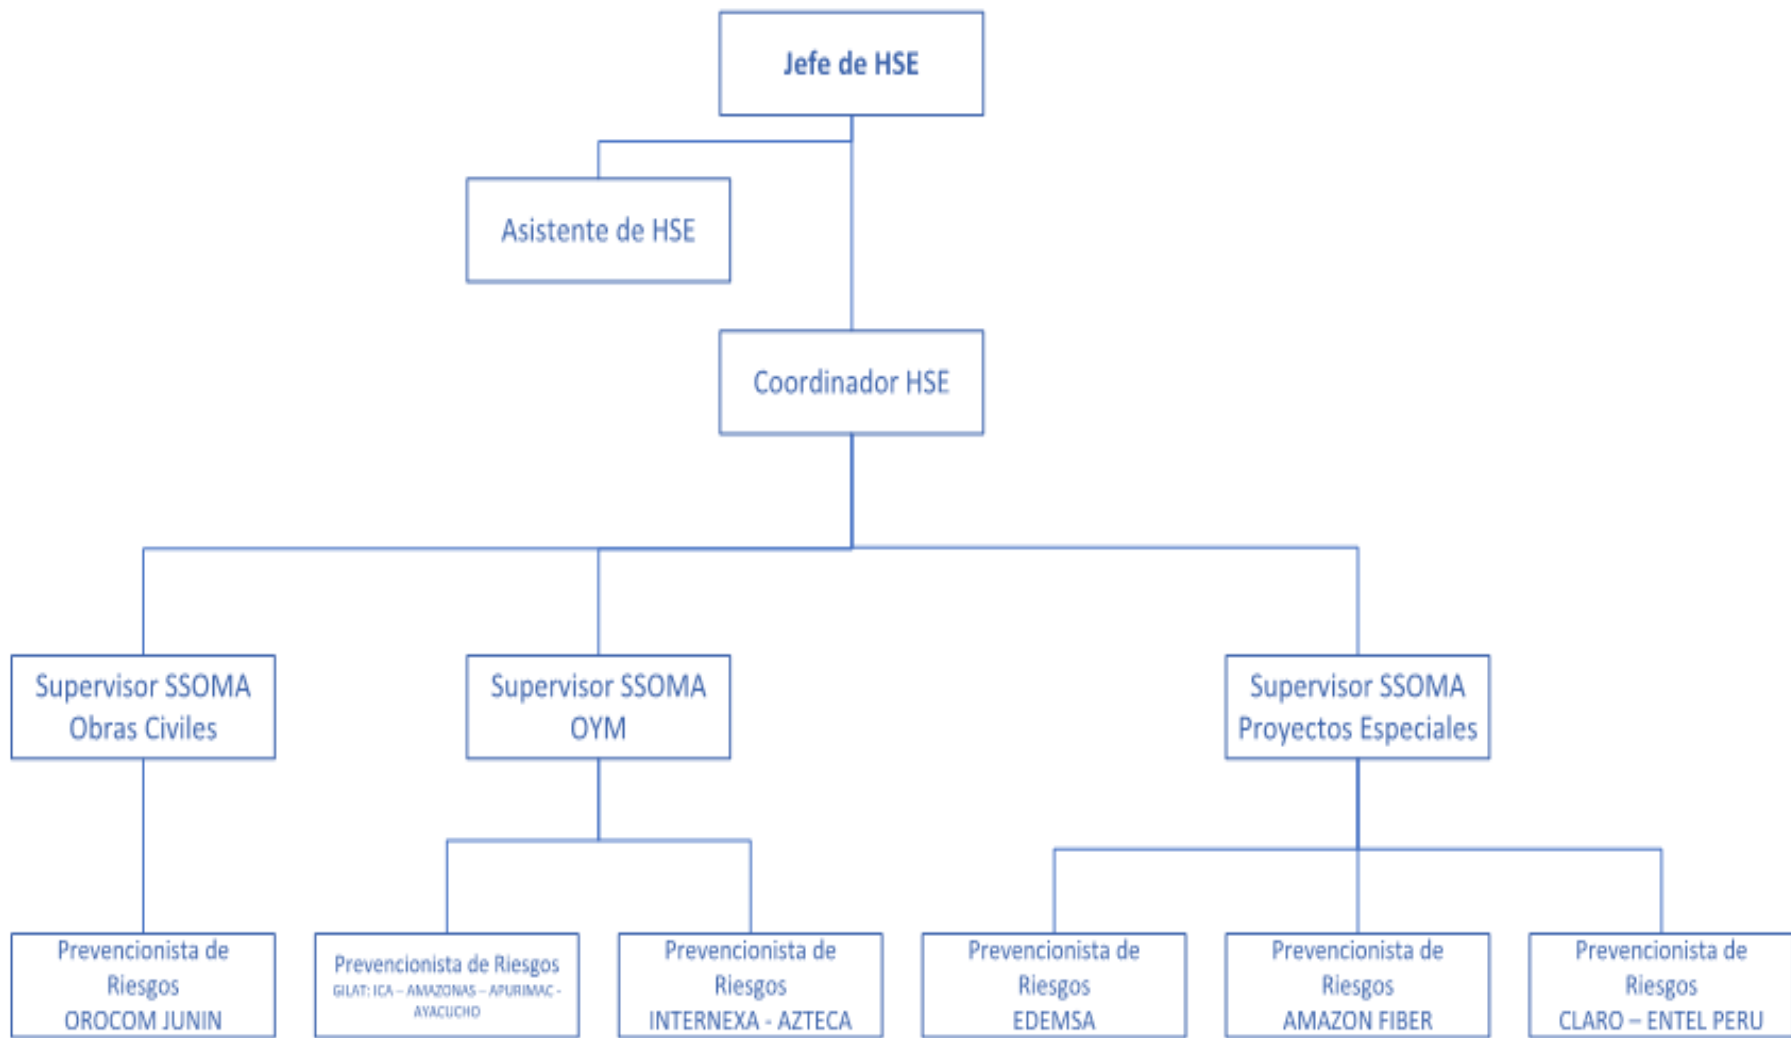 Jefe de HSE
Asistente de HSE
Coordinador HSE
Supervisor SSOMA
Obras Civiles
Supervisor SSOMA
OYM
Supervisor SSOMA
Proyectos Especiales
Prevencionista de
Riesgos
OROCOM JUNIN
Prevencionista de Riesgos
GILAT: ICA – AMAZONAS – APURIMAC -
AYACUCHO
Prevencionista de
Riesgos
INTERNEXA - AZTECA
Prevencionista de
Riesgos
EDEMSA
Prevencionista de
Riesgos
AMAZON FIBER
Prevencionista de
Riesgos
CLARO – ENTEL PERU